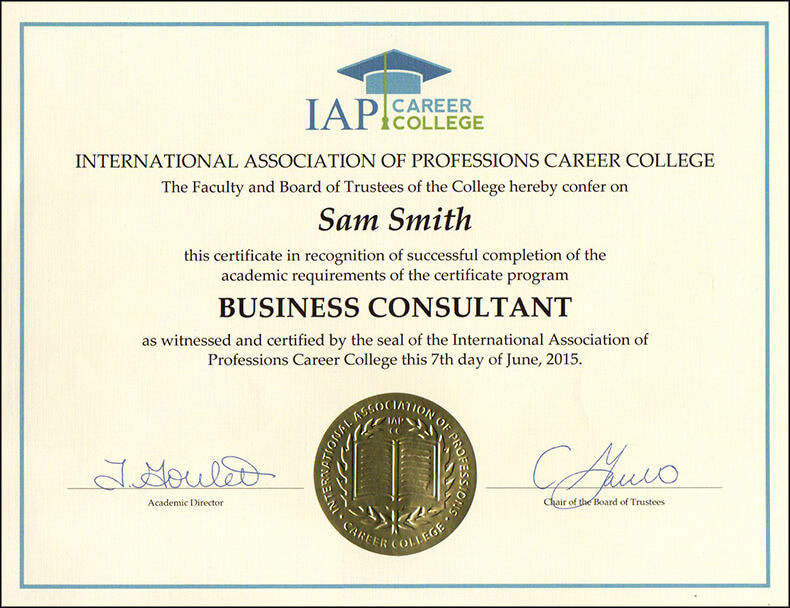 IAP CAREER
COLLEGE
INTERNATIONAL ASSOCIATION OF PROFESSIONS CAREER COLLEGE
The Faculty and Board of Trustees of the College hereby confer on
Sam Smith
this certificate in recognition of successful completion of the
academic requirements of the certificate program
BUSINESS CONSULTANT
as witnessed and certified by the seal of the International Association of
Professions Career College this 7th day of June, 2015.
INTERNATIONAL ASSOCIATION OF PROFESSIONS
IAP
CC
• CAREER COLLEGE •
Academic Director
Chair of the Board of Trustees